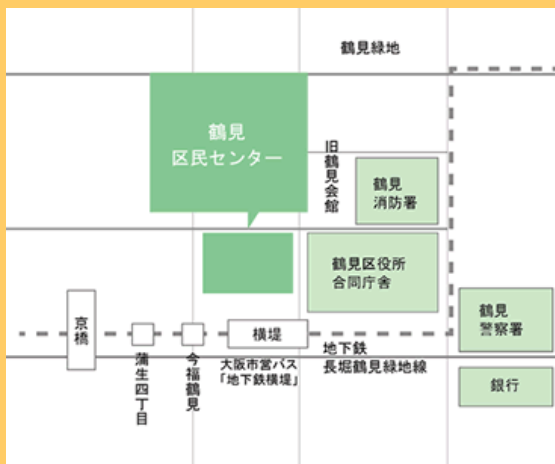 鶴見緑地
鶴見
区民センター
旧鶴見会館
鶴見
消防署
鶴見区役所
合同庁舎
京橋
蒲生四丁目
今福鶴見
横堤
大阪市営バス
「地下鉄横堤」
地下鉄
長堀鶴見緑地線
鶴見
警察署
銀行